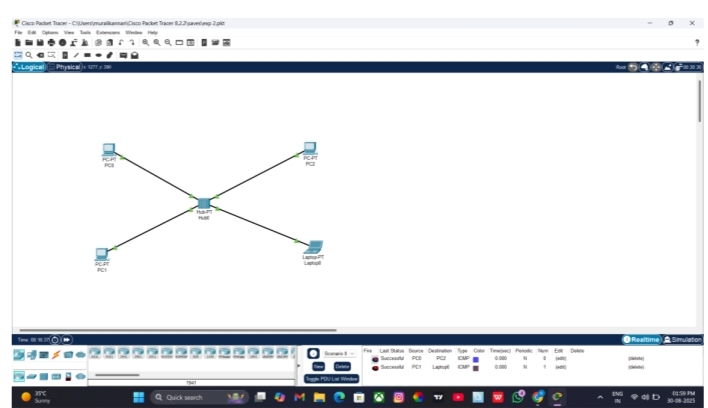 Cisco Packet Tracer - C:\Users\muralikannan\Cisco Packet Tracer 8.2.2\saves\exp 2.pkt
File Edit Options View Tools Extensions Window Help
Logical Physical x: 1277, y: 390
Root 00:30:30
PC-PT
PC0
PC-PT
PC2
Hub-PT
Hub0
PC-PT
PC1
Laptop-PT
Laptop0
Time: 00:16:37
Realtime Simulation
Scenario 0
New Delete
Toggle PDU List Window
Fire Last Status Source Destination Type Color Time(sec) Periodic Num Edit Delete
Successful PC0 PC2 ICMP 0.000 N 0 (edit) (delete)
Successful PC1 Laptop0 ICMP 0.000 N 1 (edit) (delete)
7941
35°C
Sunny
Quick search
ENG
IN
01:59 PM
30-08-2025